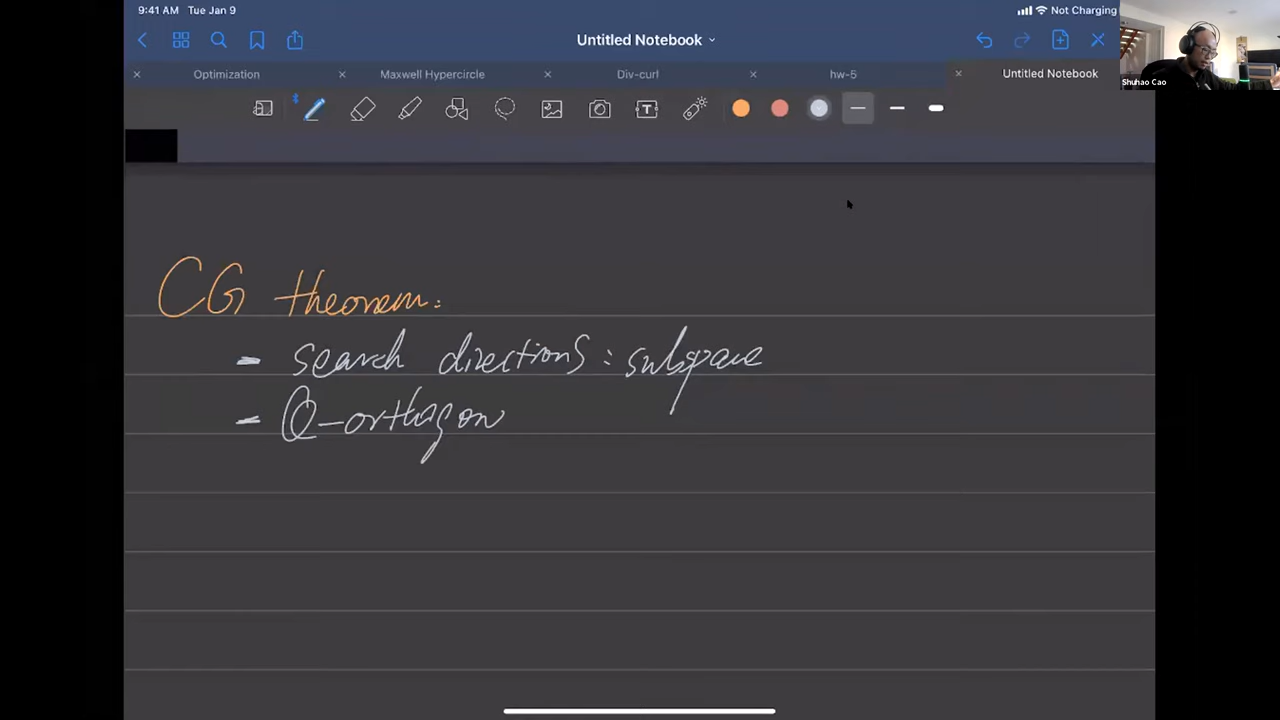 9:41 AM Tue Jan 9
Not Charging
Untitled Notebook
Optimization
Maxwell Hypercircle
Div-curl
hw-5
Untitled Notebook
Shuhao Cao
CG theorem:
- search directions: subspace
- Q-orthogon